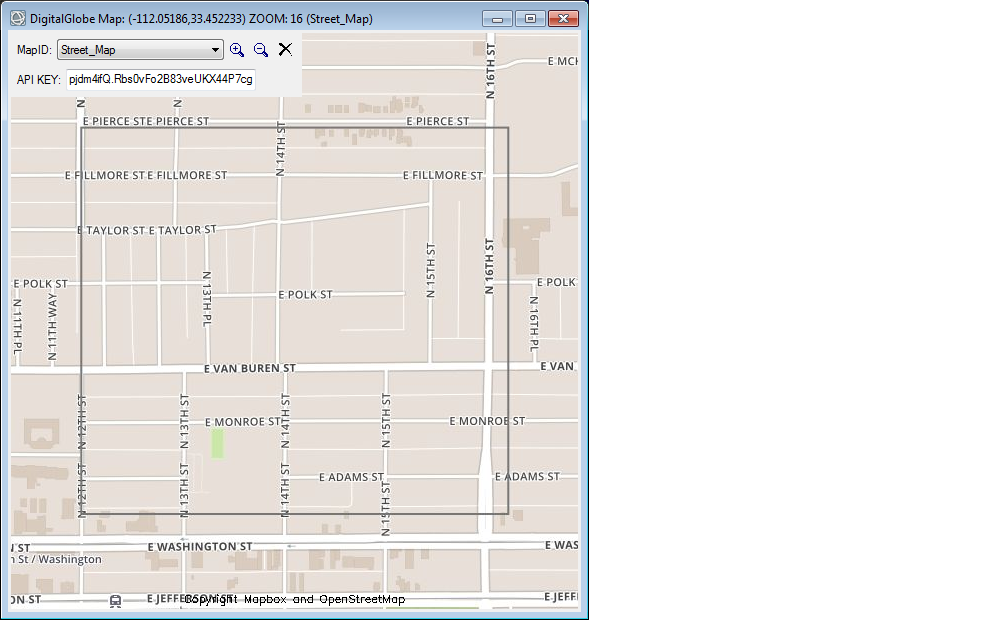 DigitalGlobe Map: (-112.05186,33.452233) ZOOM: 16 (Street_Map)
MapID: Street_Map
API KEY: pjdm4ifQ.Rbs0vFo2B83veUKX44P7cg
N 16TH ST
E MCK
N
N
E PIERCE STE PIERCE ST
E PIERCE ST
N 14TH ST
E FILLMORE ST E FILLMORE ST
E FILLMORE ST
E TAYLOR ST E TAYLOR ST
N 15TH ST
N 16TH ST
E POLK ST
N 13TH PL
E POLK ST
E POLK
N 11TH PL
N 11TH WAY
N 16TH PL
E VAN BUREN ST
E VAN
N 12TH ST
N 13TH ST
E MONROE ST
N 14TH ST
N 15TH ST
E MONROE ST
N 12TH ST
N 13TH ST
N 14TH ST
E ADAMS ST
N 15TH ST
E ADAMS ST
N ST
E WASHINGTON ST
E WAS
h St / Washington
ON ST
E JEFFERSON ST
Copyright Mapbox and OpenStreetMap
E JEFF